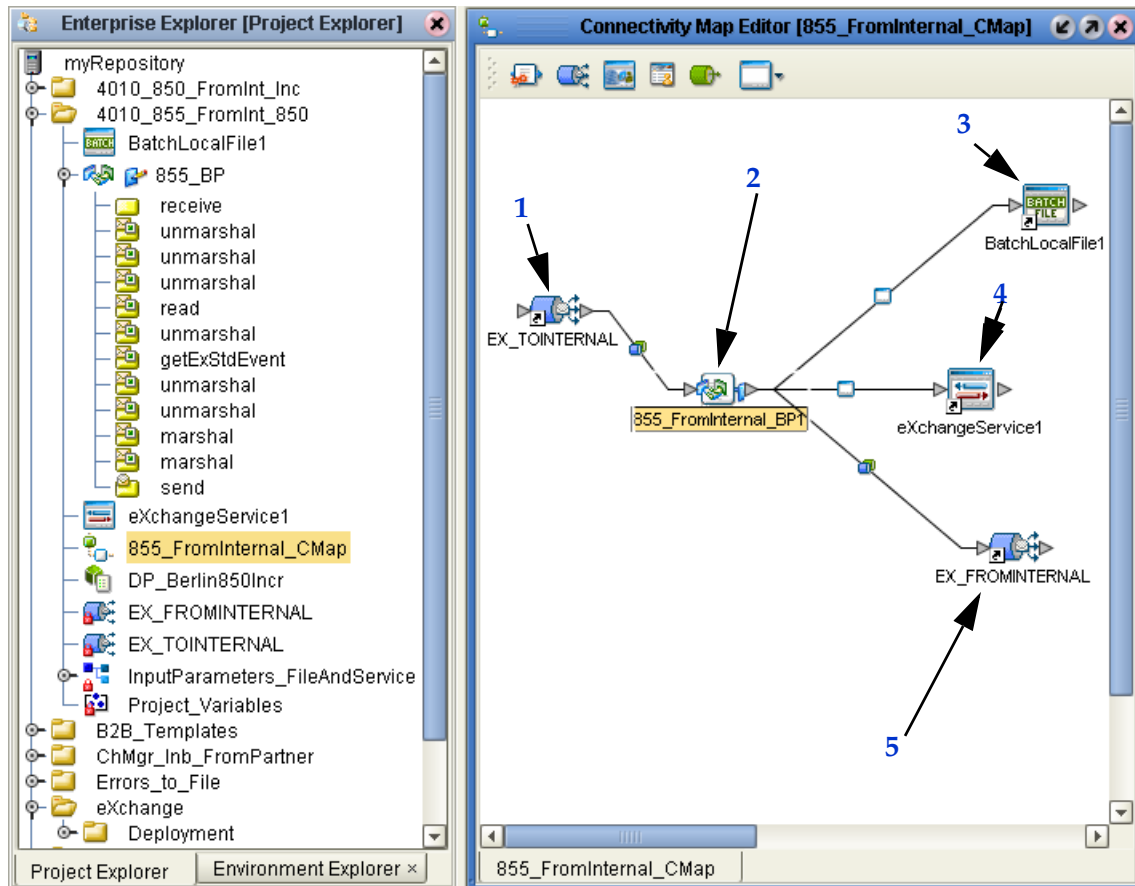 Enterprise Explorer [Project Explorer]
myRepository
4010_850_FromInt_Inc
4010_855_FromInt_850
BATCH
BatchLocalFile1
855_BP
receive
unmarshal
unmarshal
unmarshal
read
unmarshal
getExStdEvent
unmarshal
unmarshal
marshal
marshal
send
eXchangeService1
855_FromInternal_CMap
DP_Berlin850Incr
EX_FROMINTERNAL
EX_TOINTERNAL
InputParameters_FileAndService
Project_Variables
B2B_Templates
ChMgr_Inb_FromPartner
Errors_to_File
eXchange
Deployment
Project Explorer
Environment Explorer ×
Connectivity Map Editor [855_FromInternal_CMap]
1
EX_TOINTERNAL
2
855_FromInternal_BP1
3
BATCH
FILE
BatchLocalFile1
4
eXchangeService1
EX_FROMINTERNAL
5
855_FromInternal_CMap